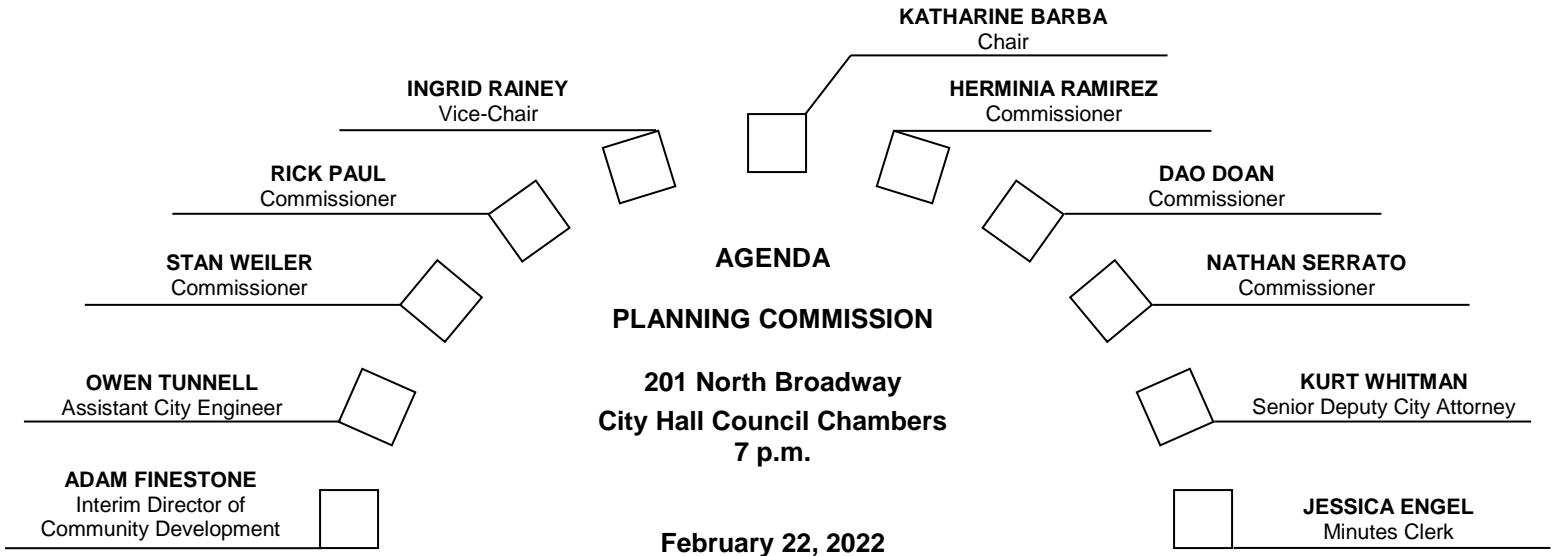 KATHARINE BARBA
Chair
INGRID RAINEY
Vice-Chair
HERMINIA RAMIREZ
Commissioner
RICK PAUL
Commissioner
DAO DOAN
Commissioner
STAN WEILER
Commissioner
NATHAN SERRATO
Commissioner
OWEN TUNNELL
Assistant City Engineer
KURT WHITMAN
Senior Deputy City Attorney
ADAM FINESTONE
Interim Director of
Community Development
JESSICA ENGEL
Minutes Clerk
AGENDA
PLANNING COMMISSION
201 North Broadway
City Hall Council Chambers
7 p.m.
February 22, 2022